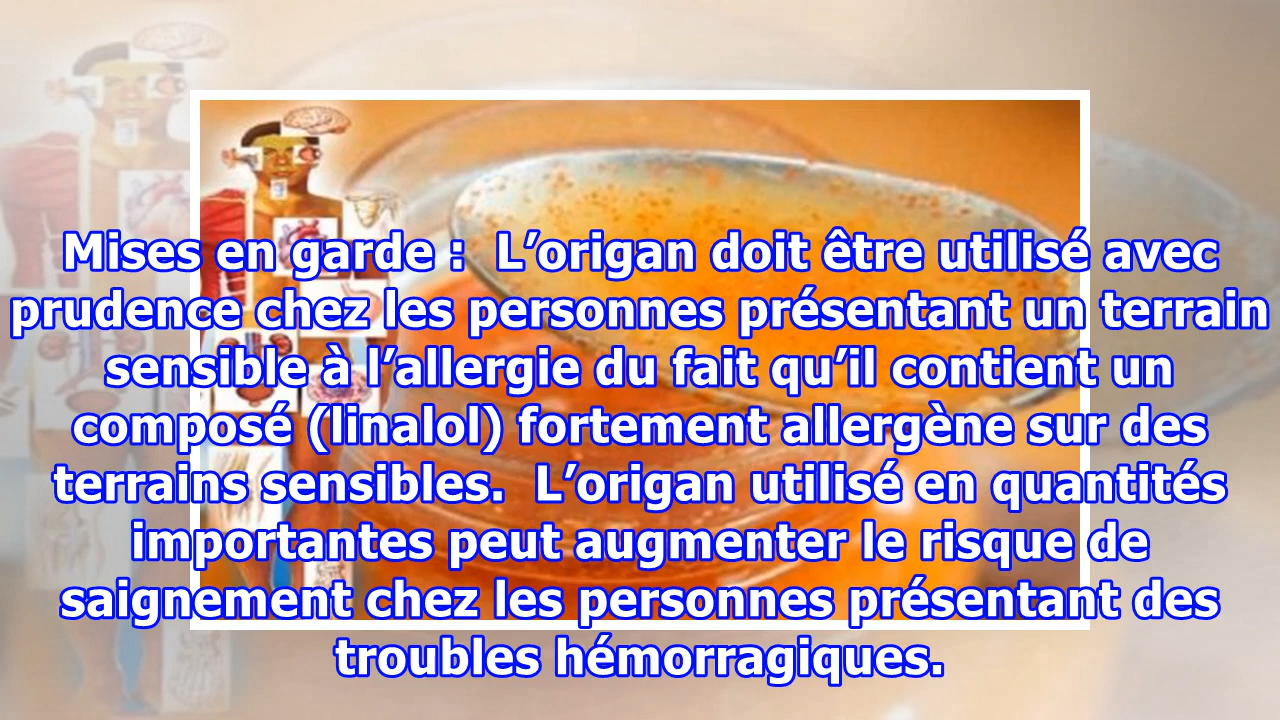 Mises en garde :  L’origan doit être utilisé avec
prudence chez les personnes présentant un terrain
sensible à l’allergie du fait qu’il contient un
composé (linalol) fortement allergène sur des
terrains sensibles.  L’origan utilisé en quantités
importantes peut augmenter le risque de
saignement chez les personnes présentant des
troubles hémorragiques.